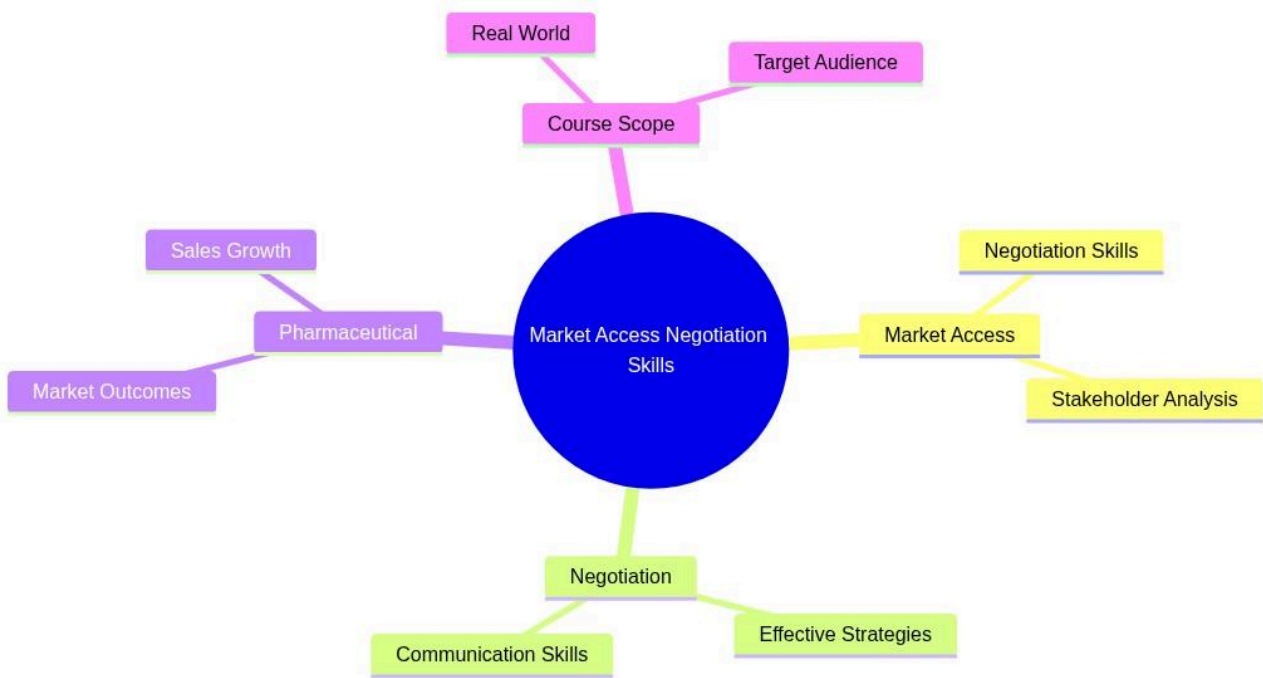 Real World
Target Audience
Course Scope
Sales Growth
Negotiation Skills
Pharmaceutical
Market Access Negotiation
Skills
Market Access
Market Outcomes
Stakeholder Analysis
Negotiation
Effective Strategies
Communication Skills